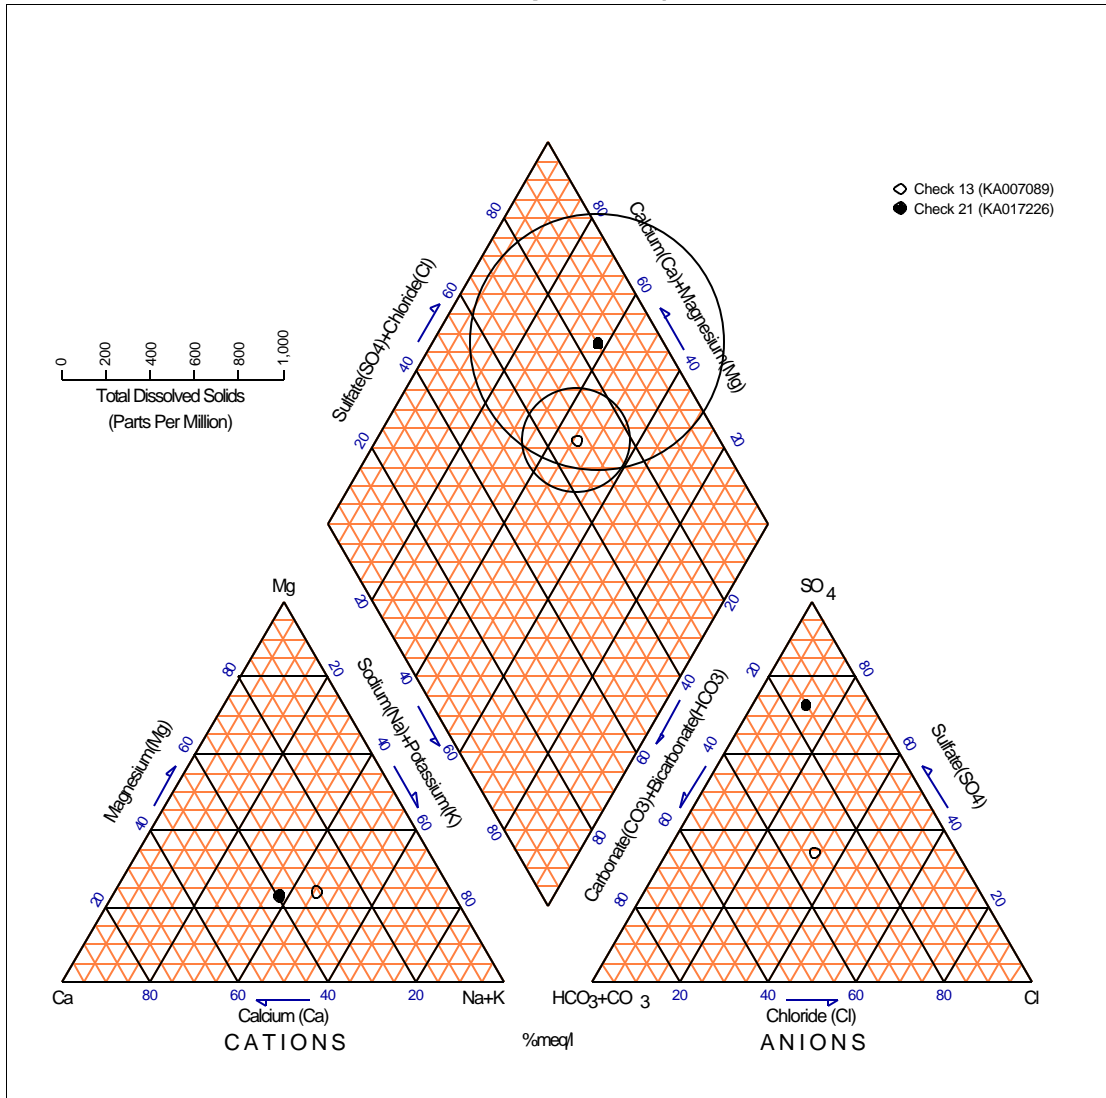 Check 13 (KA007089)
Check 21 (KA017226)
80
80
Calcium(Ca)+Magnesium(Mg)
Sulfate(SO4)+Chloride(Cl)
60
60
40
40
20
20
0
200
400
600
800
1,000
Total Dissolved Solids
(Parts Per Million)
Mg
SO4
20
20
80
20
20
80
Sodium(Na)+Potassium(K)
40
40
Carbonate(CO3)+Bicarbonate(HCO3)
Magnesium(Mg)
60
40
60
60
40
60
Sulfate(SO4)
40
60
60
40
80
80
20
80
80
20
Ca
80
60
40
20
Na+K
HCO3+CO3
20
40
60
80
Cl
Calcium (Ca)
Chloride (Cl)
CATIONS
%meq/l
ANIONS